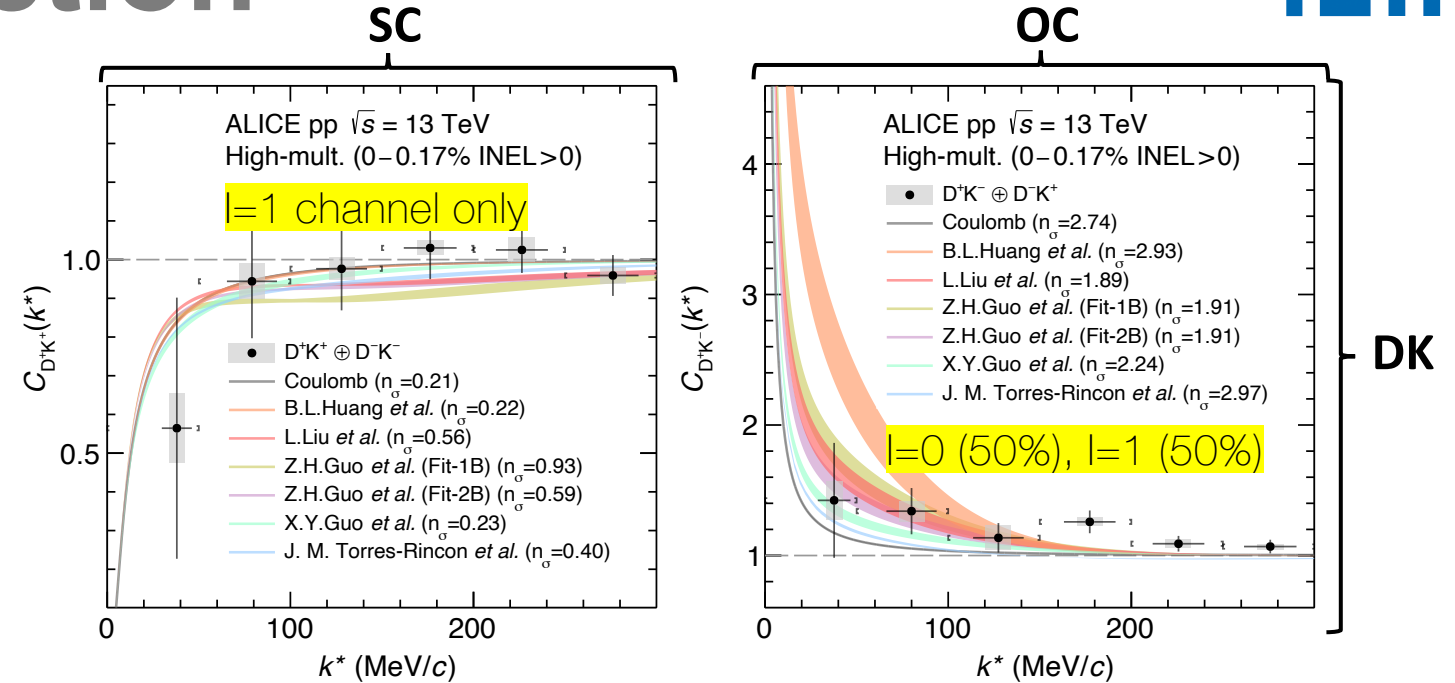 SC
OC
ALICE pp √s = 13 TeV
High-mult. (0−0.17% INEL>0)
I=1 channel only
D⁺K⁺ ⊕ D⁻K⁻
Coulomb (nσ=0.21)
B.L.Huang et al. (nσ=0.22)
L.Liu et al. (nσ=0.56)
Z.H.Guo et al. (Fit-1B) (nσ=0.93)
Z.H.Guo et al. (Fit-2B) (nσ=0.59)
X.Y.Guo et al. (nσ=0.23)
J. M. Torres-Rincon et al. (nσ=0.40)
1.0
0.5
C_D⁺K⁺(k*)
0 100 200
k* (MeV/c)
ALICE pp √s = 13 TeV
High-mult. (0−0.17% INEL>0)
D⁺K⁻ ⊕ D⁻K⁺
Coulomb (nσ=2.74)
B.L.Huang et al. (nσ=2.93)
L.Liu et al. (nσ=1.89)
Z.H.Guo et al. (Fit-1B) (nσ=1.91)
Z.H.Guo et al. (Fit-2B) (nσ=1.91)
X.Y.Guo et al. (nσ=2.24)
J. M. Torres-Rincon et al. (nσ=2.97)
I=0 (50%), I=1 (50%)
4
3
2
1
C_D⁺K⁻(k*)
0 100 200
k* (MeV/c)
DK